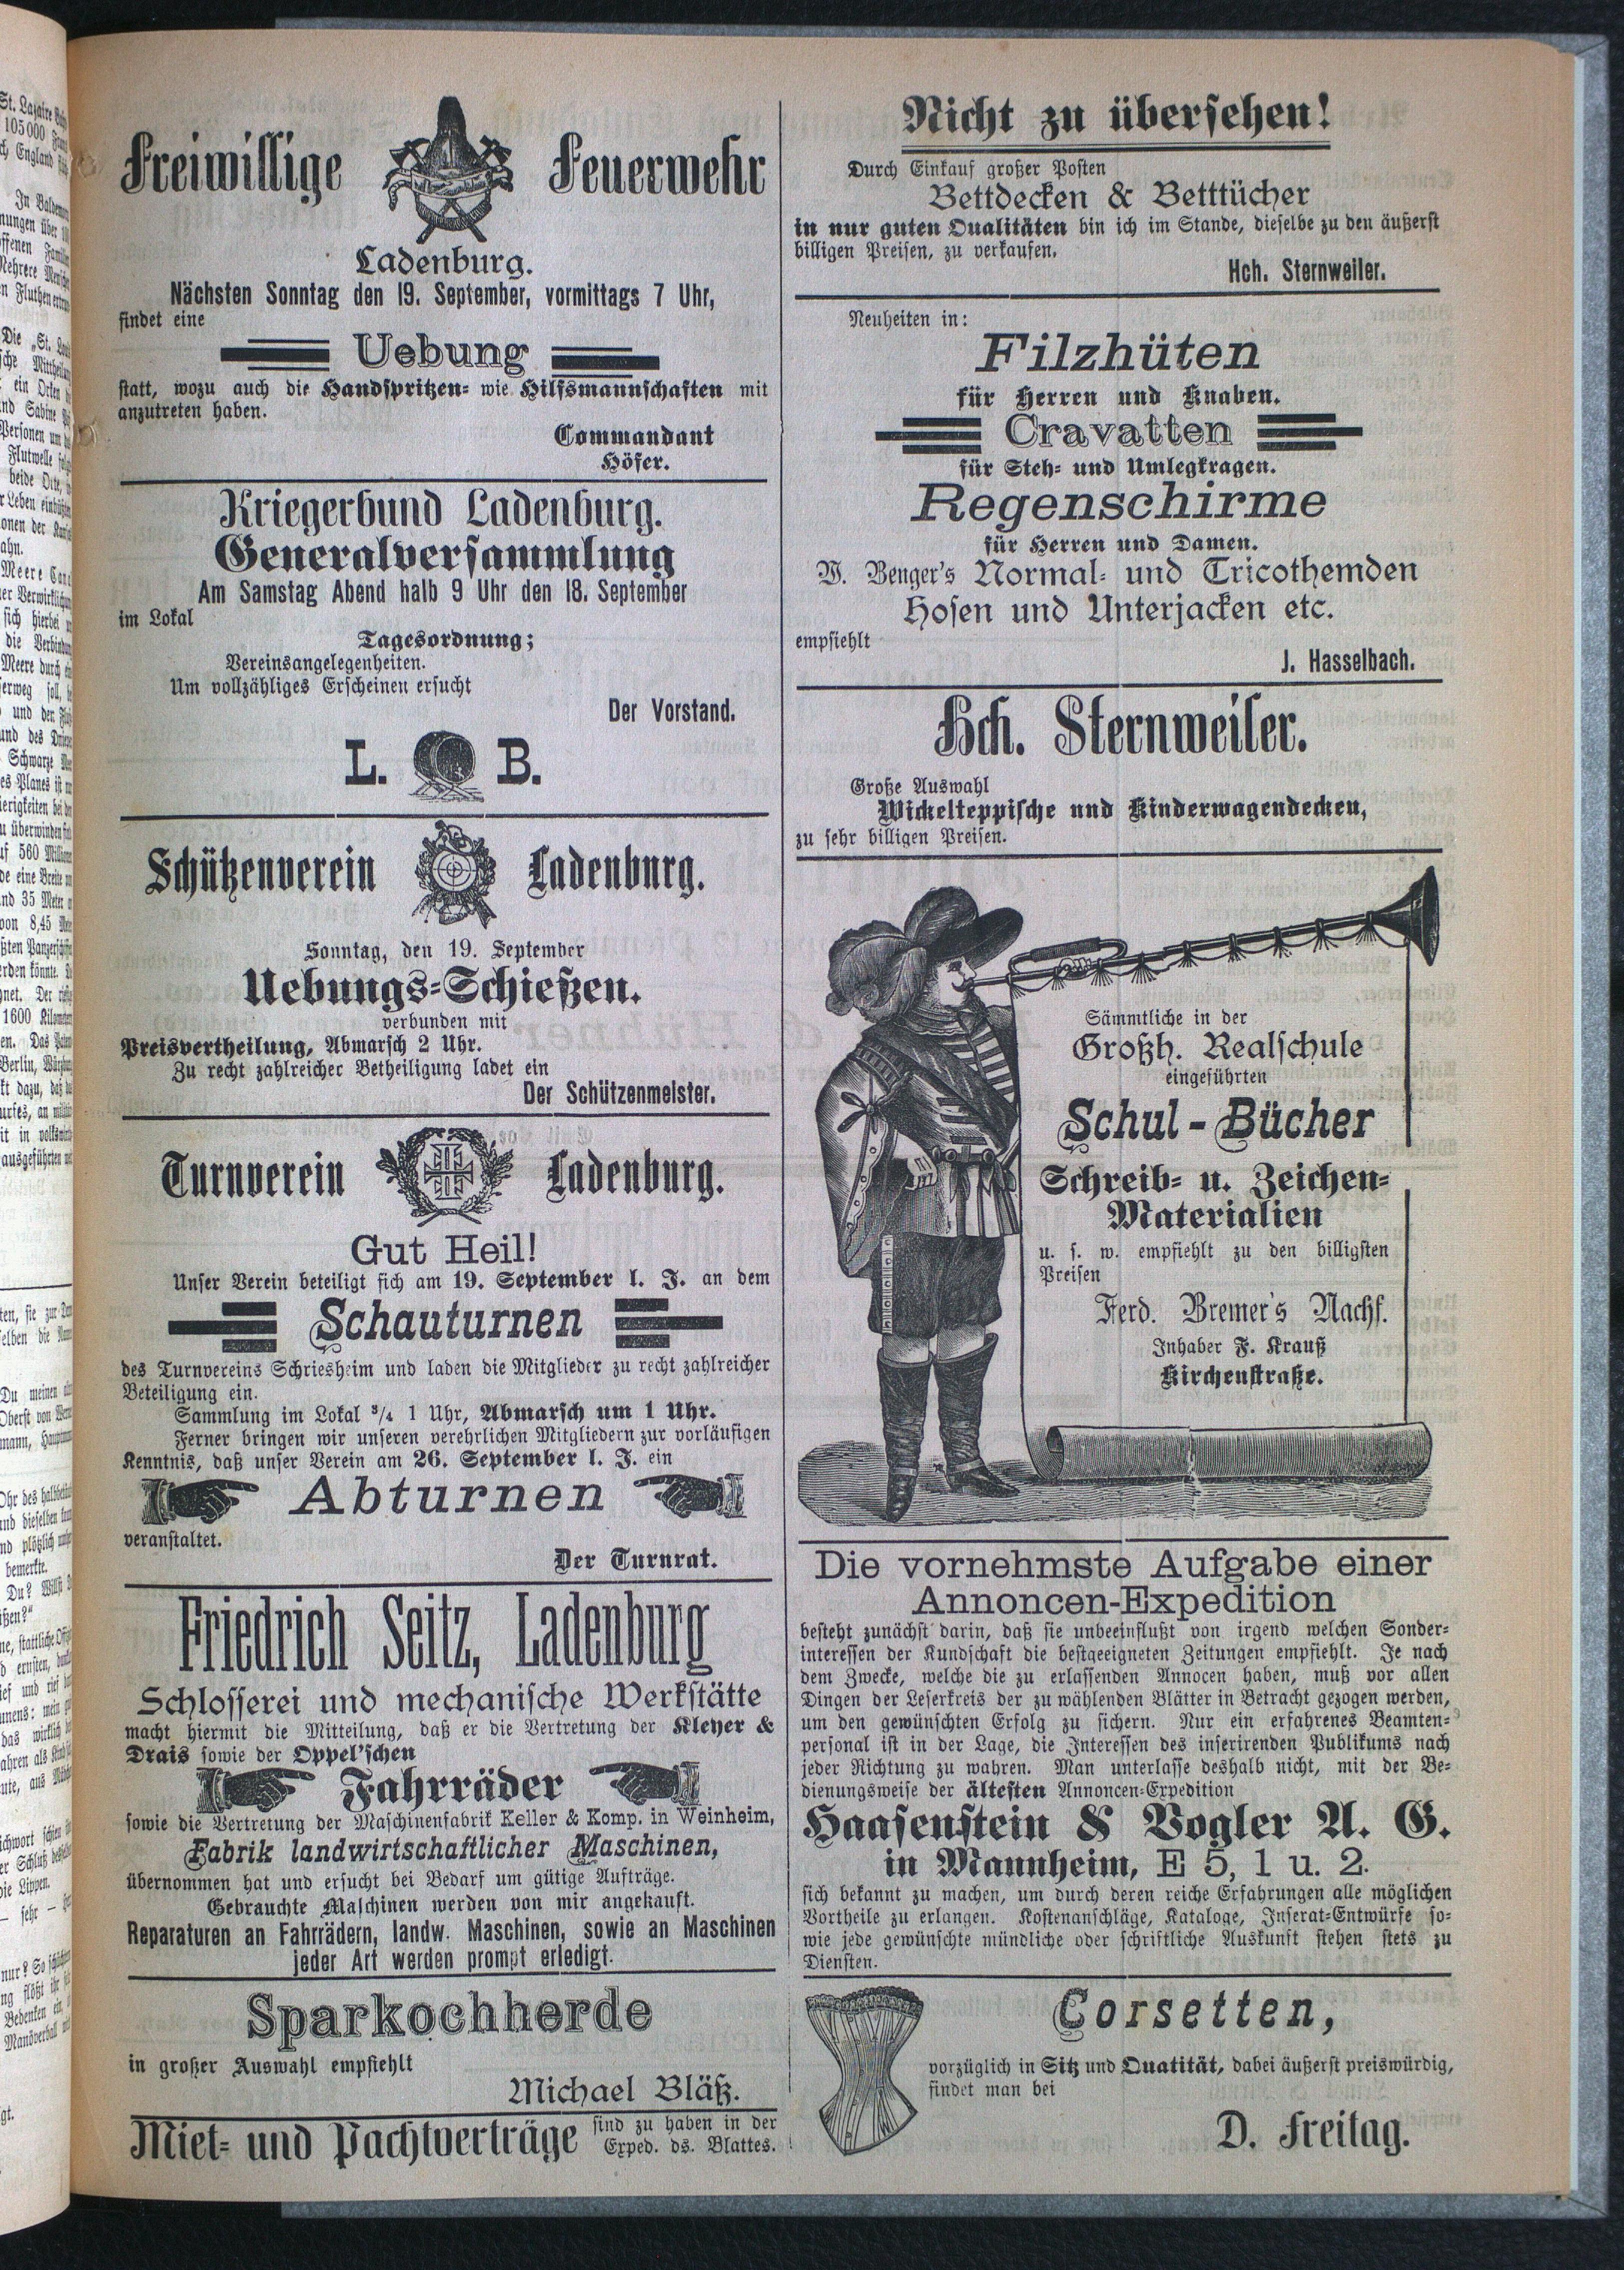 Freiwillige Feuerwehr
Ladenburg.
Nächsten Sonntag den 19. September, vormittags 7 Uhr,
findet eine
Uebung
statt, wozu auch die Handspritzen- wie Hilfsmannschaften mit
anzutreten haben.
Commandant
Höfer.
Kriegerbund Ladenburg.
Generalversammlung
Am Samstag Abend halb 9 Uhr den 18. September
im Lokal
Tagesordnung;
Vereinsangelegenheiten.
Um vollzähliges Erscheinen ersucht
Der Vorstand.
L. B.
Schützenverein Ladenburg.
Sonntag, den 19. September
Uebungs-Schießen.
verbunden mit
Preisvertheilung, Abmarsch 2 Uhr.
Zu recht zahlreicher Betheiligung ladet ein
Der Schützenmeister.
Turnverein Ladenburg.
Gut Heil!
Unser Verein beteiligt sich am 19. September l. J. an dem
Schauturnen
des Turnvereins Schriesheim und laden die Mitglieder zu recht zahlreicher
Beteiligung ein.
Sammlung im Lokal ¾ 1 Uhr, Abmarsch um 1 Uhr.
Ferner bringen wir unseren verehrlichen Mitgliedern zur vorläufigen
Kenntnis, daß unser Verein am 26. September l. J. ein
Abturnen
veranstaltet.
Der Turnrat.
Friedrich Seitz, Ladenburg
Schlosserei und mechanische Werkstätte
macht hiermit die Mitteilung, daß er die Vertretung der Kleyer &
Drais sowie der Oppel'schen
Fahrräder
sowie die Vertretung der Maschinenfabrik Keller & Komp. in Weinheim,
Fabrik landwirtschaftlicher Maschinen,
übernommen hat und ersucht bei Bedarf um gütige Aufträge.
Gebrauchte Maschinen werden von mir angekauft.
Reparaturen an Fahrrädern, landw. Maschinen, sowie an Maschinen
jeder Art werden prompt erledigt.
Sparkochherde
in großer Auswahl empfiehlt
Michael Bläß.
Miet- und Pachtverträge sind zu haben in der
Exped. ds. Blattes.
Nicht zu übersehen!
Durch Einkauf großer Posten
Bettdecken & Betttücher
in nur guten Qualitäten bin ich im Stande, dieselbe zu den äußerst
billigen Preisen, zu verkaufen.
Hch. Sternweiler.
Neuheiten in:
Filzhüten
für Herren und Knaben.
Cravatten
für Steh- und Umlegkragen.
Regenschirme
für Herren und Damen.
W. Benger's Normal- und Tricothemden
Hosen und Unterjacken etc.
empfiehlt
J. Hasselbach.
Hch. Sternweiler.
Große Auswahl
Wickelteppische und Kinderwagendecken,
zu sehr billigen Preisen.
Sämmtliche in der
Großh. Realschule
eingeführten
Schul-Bücher
Schreib- u. Zeichen-
Materialien
u. s. w. empfiehlt zu den billigsten
Preisen
Ferd. Bremer's Nachf.
Inhaber F. Krauß
Kirchenstraße.
Die vornehmste Aufgabe einer
Annoncen-Expedition
besteht zunächst darin, daß sie unbeeinflußt von irgend welchen Sonder-
interessen der Kundschaft die bestgeeigneten Zeitungen empfiehlt. Je nach
dem Zwecke, welche die zu erlassenden Annocen haben, muß vor allen
Dingen der Leserkreis der zu wählenden Blätter in Betracht gezogen werden,
um den gewünschten Erfolg zu sichern. Nur ein erfahrenes Beamten-
personal ist in der Lage, die Interessen des inserirenden Publikums nach
jeder Richtung zu wahren. Man unterlasse deshalb nicht, mit der Be-
dienungsweise der ältesten Annoncen-Expedition
Haasenstein & Vogler A. G.
in Mannheim, E 5, 1 u. 2.
sich bekannt zu machen, um durch deren reiche Erfahrungen alle möglichen
Vortheile zu erlangen. Kostenanschläge, Kataloge, Inserat-Entwürfe so-
wie jede gewünschte mündliche oder schriftliche Auskunft stehen stets zu
Diensten.
Corsetten,
vorzüglich in Sitz und Quatität, dabei äußerst preiswürdig,
findet man bei
D. Freitag.